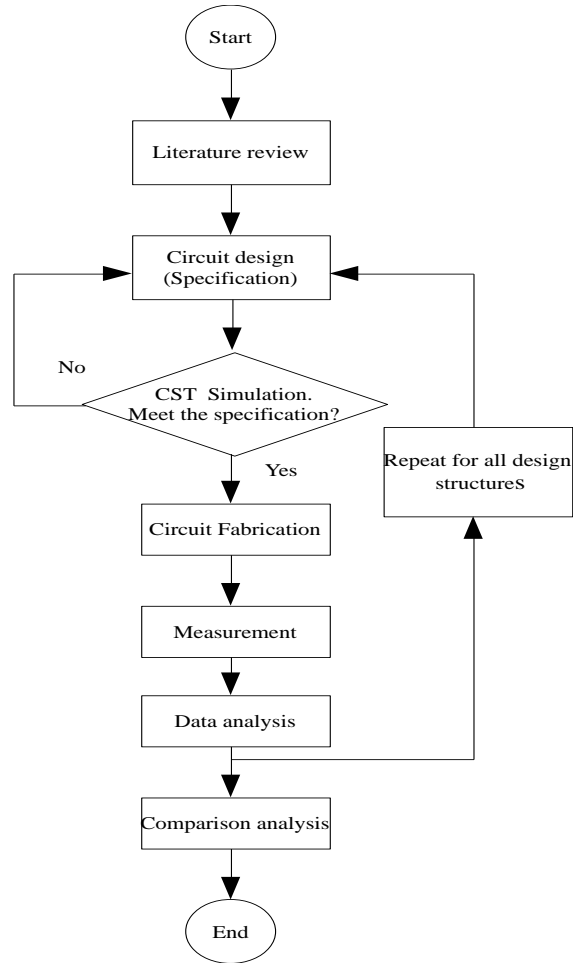 Start
Literature review
Circuit design
(Specification)
No
CST Simulation.
Meet the specification?
Yes
Repeat for all design
structures
Circuit Fabrication
Measurement
Data analysis
Comparison analysis
End